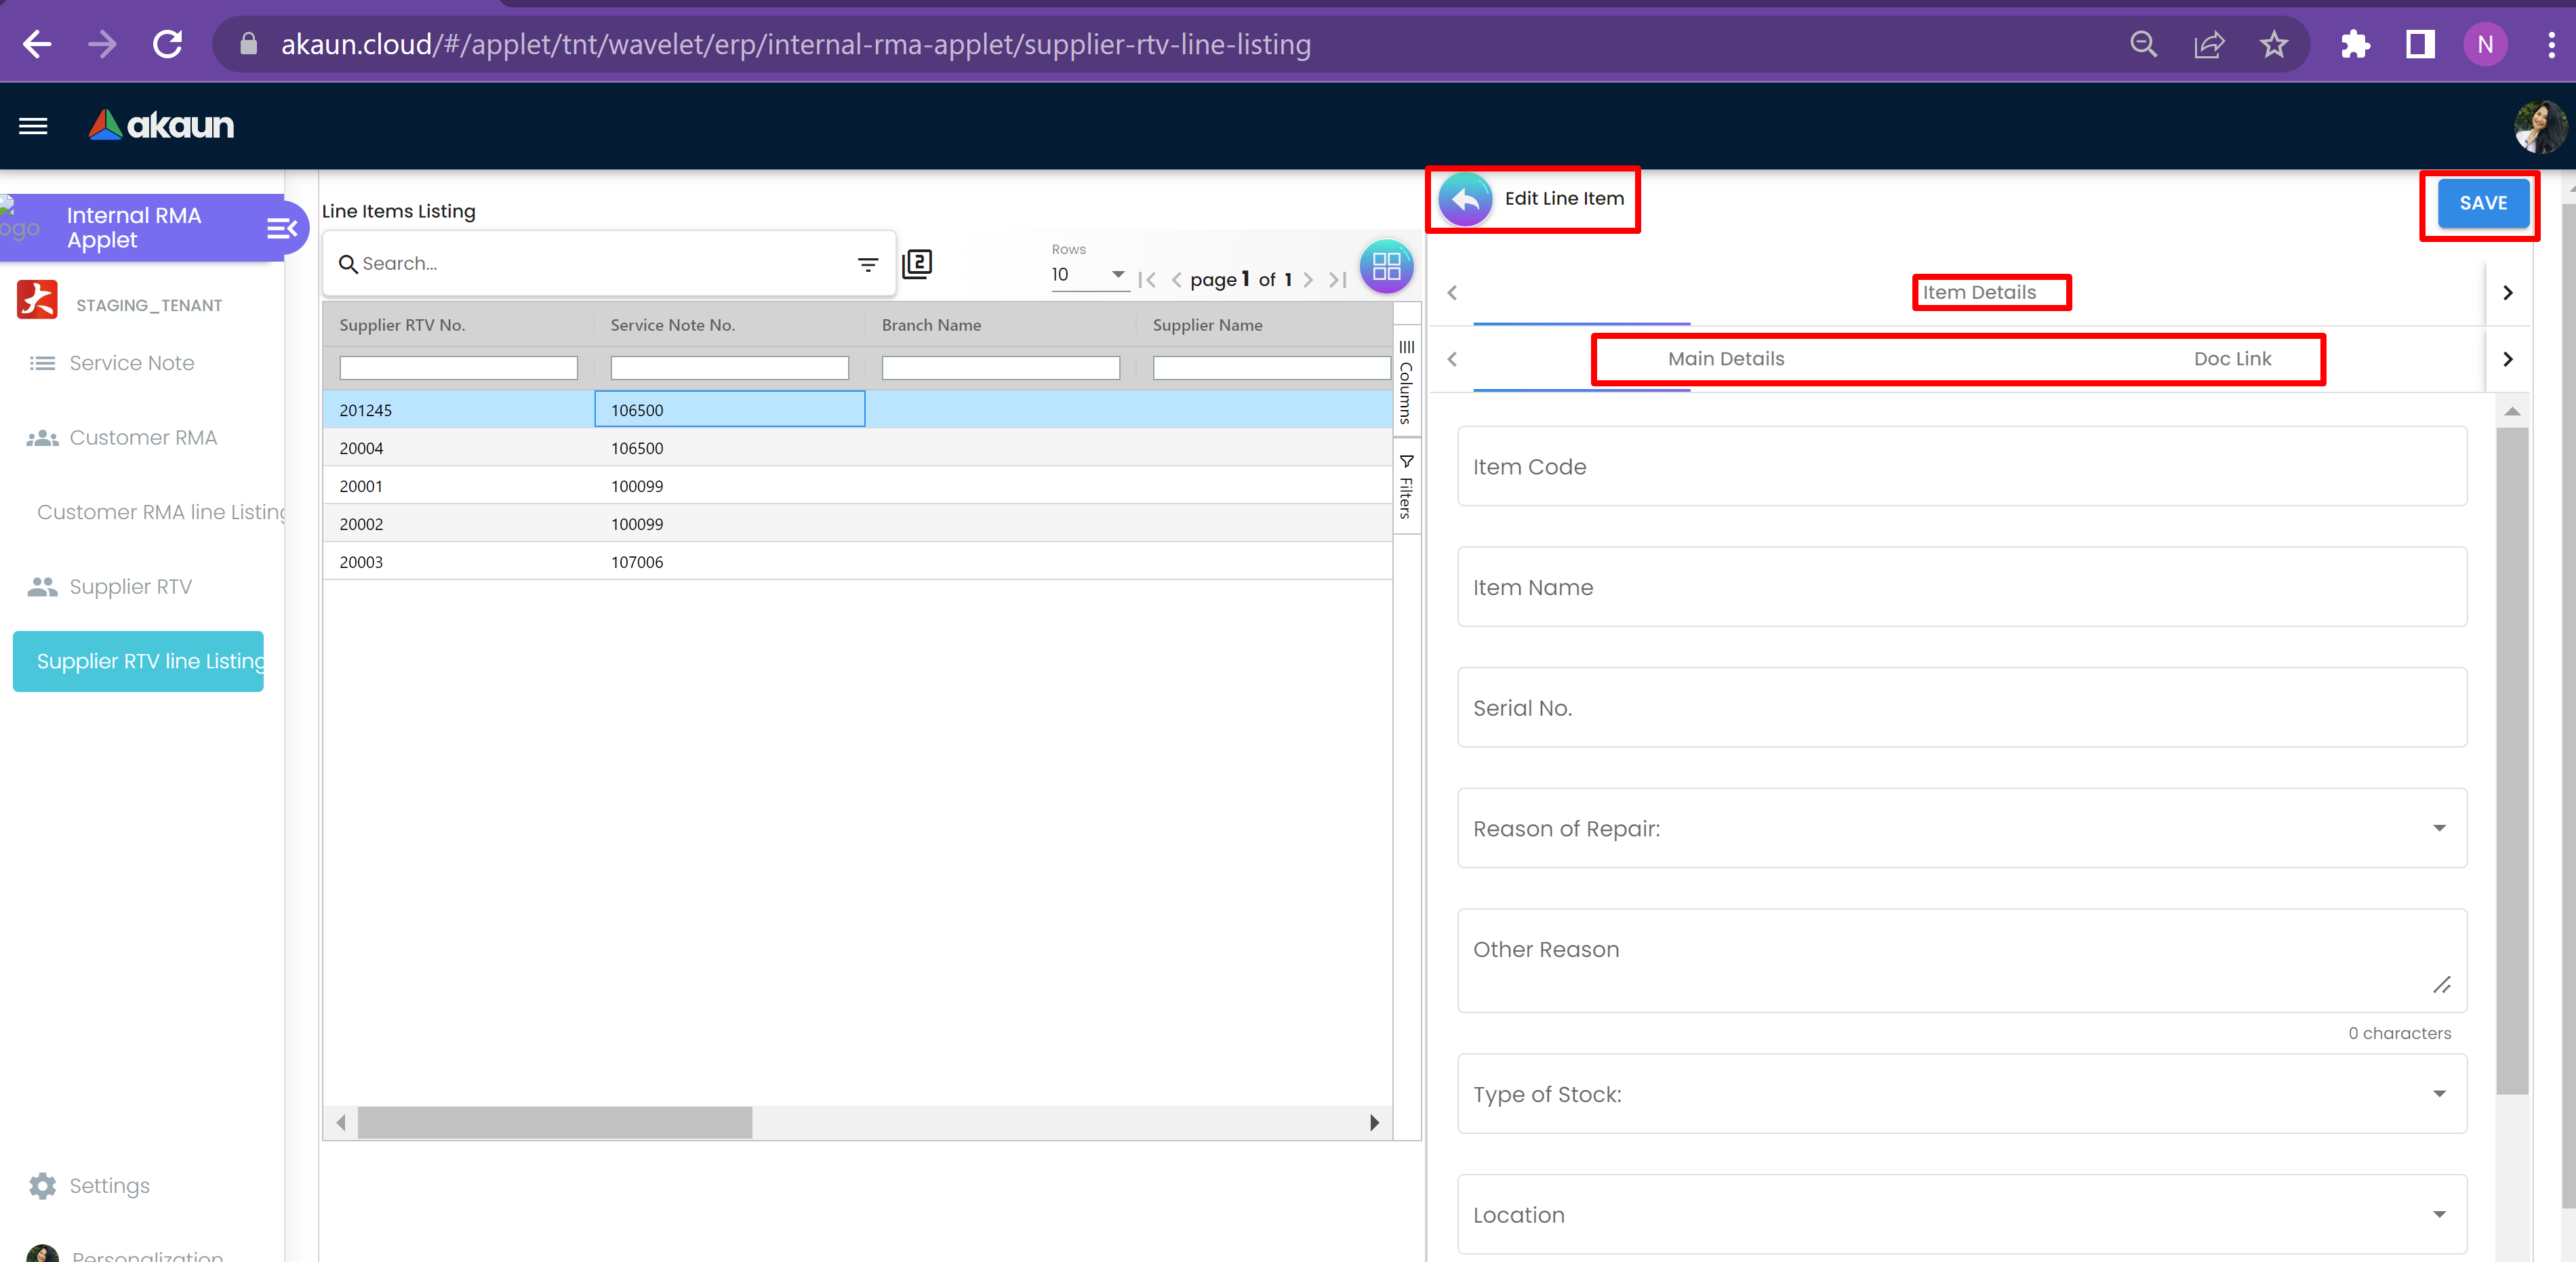 akaun.cloud/#/applet/tnt/wavelet/erp/internal-rma-applet/supplier-rtv-line-listing
N
akaun
Internal RMA
Applet
ogo
STAGING_TENANT
Service Note
Customer RMA
Customer RMA line Listing
Supplier RTV
Supplier RTV line Listing
Settings
Personalization
Line Items Listing
Search...
2
Rows
10
page 1 of 1
Supplier RTV No. Service Note No. Branch Name Supplier Name
201245 106500
20004 106500
20001 100099
20002 100099
20003 107006
Columns
Filters
Edit Line Item
SAVE
Item Details
Main Details Doc Link
Item Code
Item Name
Serial No.
Reason of Repair:
Other Reason
0 characters
Type of Stock:
Location